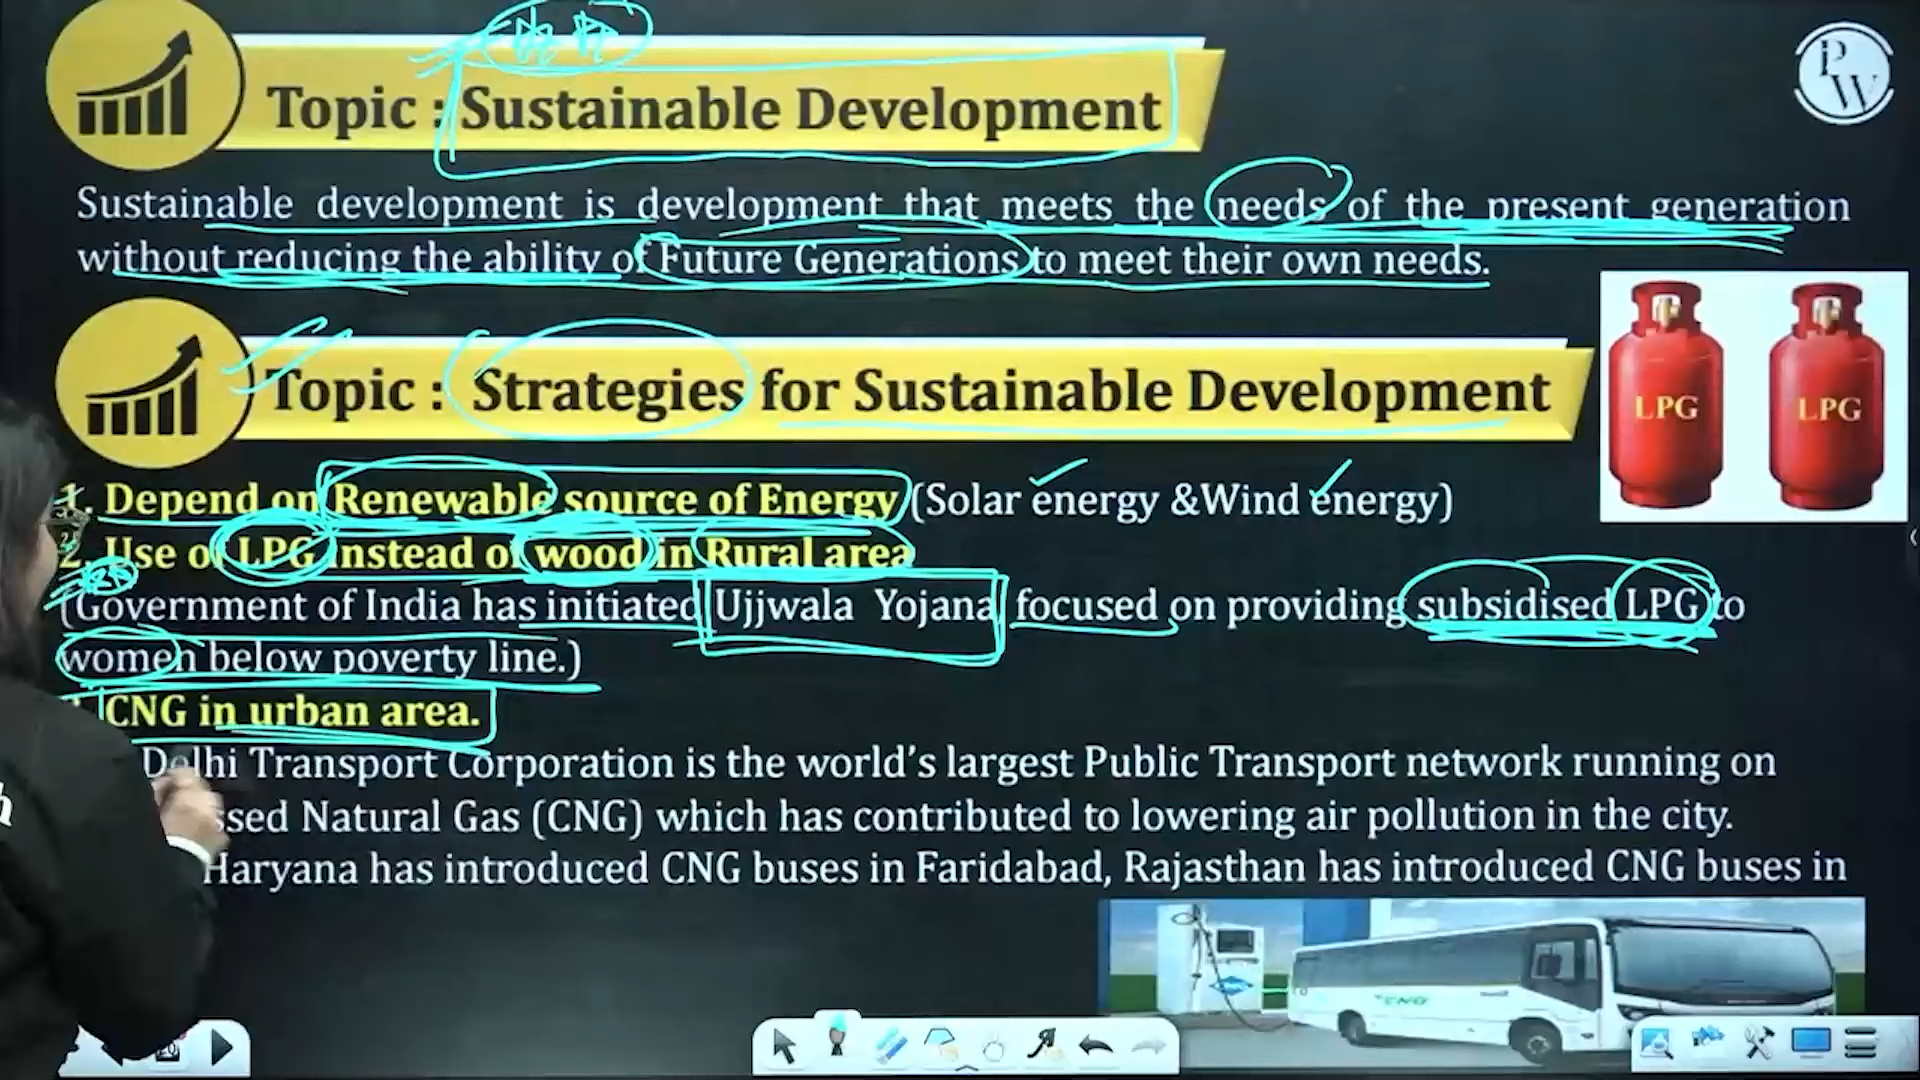 Topic : Sustainable Development
PW
Sustainable development is development that meets the needs of the present generation
without reducing the ability of Future Generations to meet their own needs.
Topic : Strategies for Sustainable Development
LPG LPG
1. Depend on Renewable source of Energy (Solar energy &Wind energy)
2. Use of LPG instead of wood in Rural area
(Government of India has initiated Ujjwala Yojana focused on providing subsidised LPG to
women below poverty line.)
CNG in urban area.
Delhi Transport Corporation is the world's largest Public Transport network running on
ssed Natural Gas (CNG) which has contributed to lowering air pollution in the city.
Haryana has introduced CNG buses in Faridabad, Rajasthan has introduced CNG buses in
CNG
20